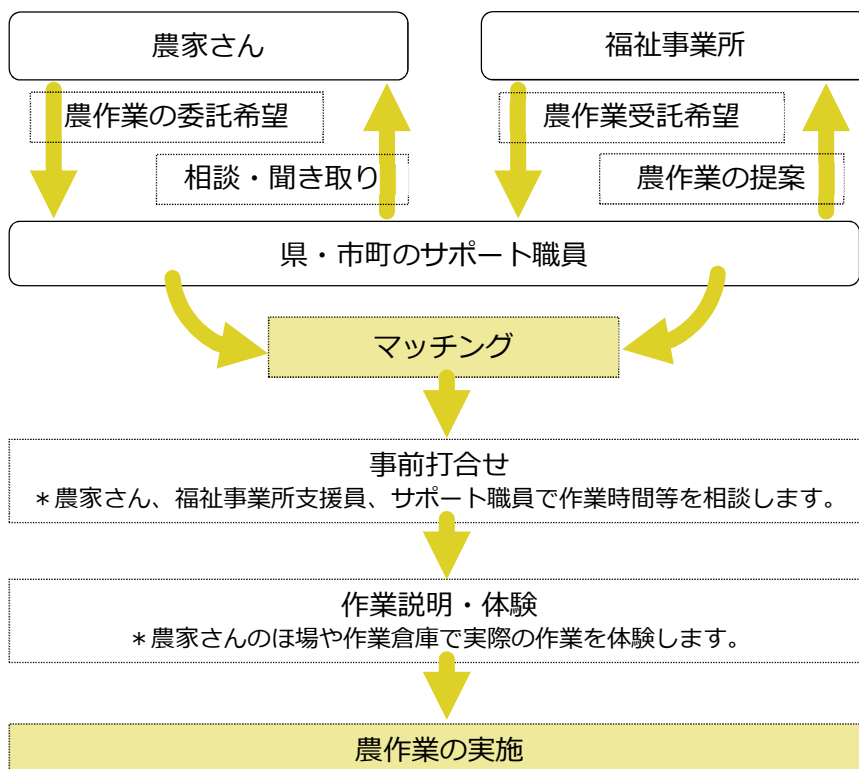 農家さん
福祉事業所
農作業の委託希望
農作業受託希望
相談・聞き取り
農作業の提案
県・市町のサポート職員
マッチング
事前打合せ
＊農家さん、福祉事業所支援員、サポート職員で作業時間等を相談します。
作業説明・体験
＊農家さんのほ場や作業倉庫で実際の作業を体験します。
農作業の実施